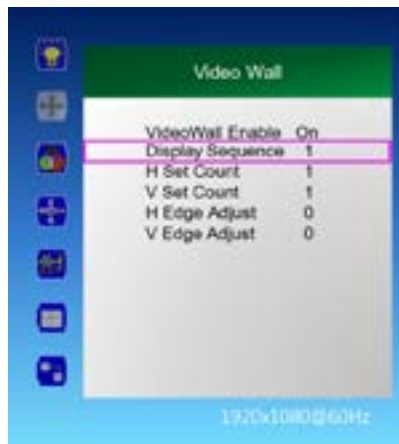 Video Wall
VideoWall Enable On
Display Sequence 1
H Set Count 1
V Set Count 1
H Edge Adjust 0
V Edge Adjust 0
1920x1080@60Hz